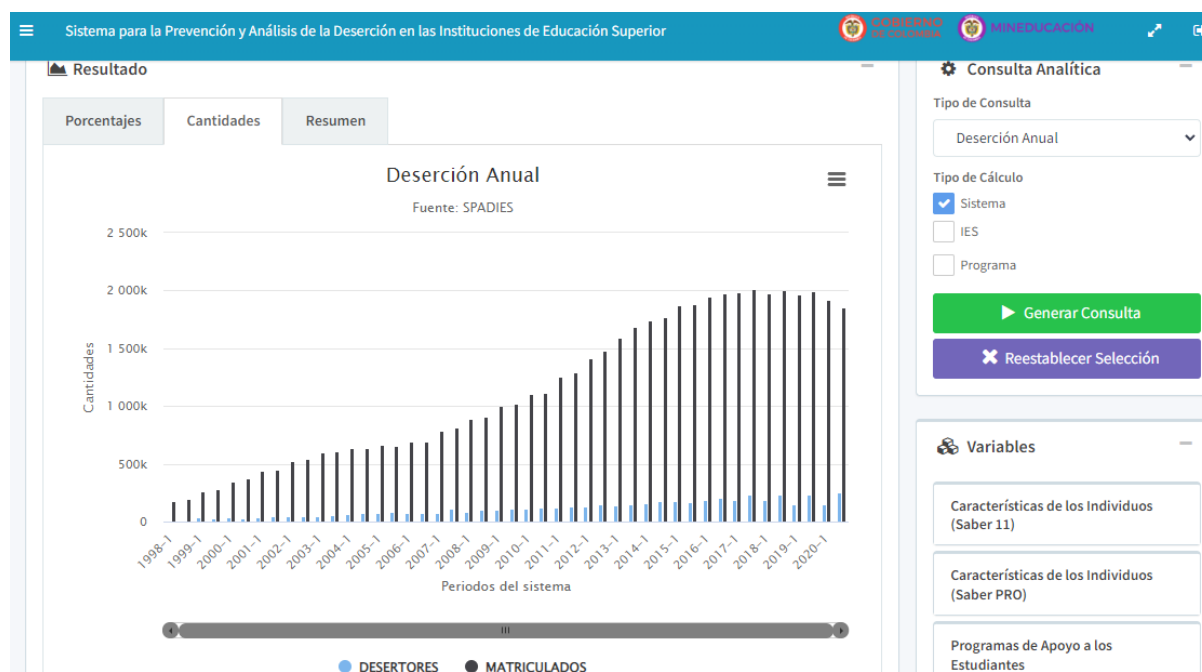 Sistema para la Prevención y Análisis de la Deserción en las Instituciones de Educación Superior
GOBIERNO
DE COLOMBIA
MINEDUCACIÓN
Resultado
Porcentajes
Cantidades
Resumen
Deserción Anual
Fuente: SPADIES
2 500k
2 000k
1 500k
1 000k
500k
0
Cantidades
1998-1
1999-1
2000-1
2001-1
2002-1
2003-1
2004-1
2005-1
2006-1
2007-1
2008-1
2009-1
2010-1
2011-1
2012-1
2013-1
2014-1
2015-1
2016-1
2017-1
2018-1
2019-1
2020-1
Periodos del sistema
DESERTORES
MATRICULADOS
Consulta Analítica
Tipo de Consulta
Deserción Anual
Tipo de Cálculo
Sistema
IES
Programa
Generar Consulta
Reestablecer Selección
Variables
Características de los Individuos
(Saber 11)
Características de los Individuos
(Saber PRO)
Programas de Apoyo a los
Estudiantes